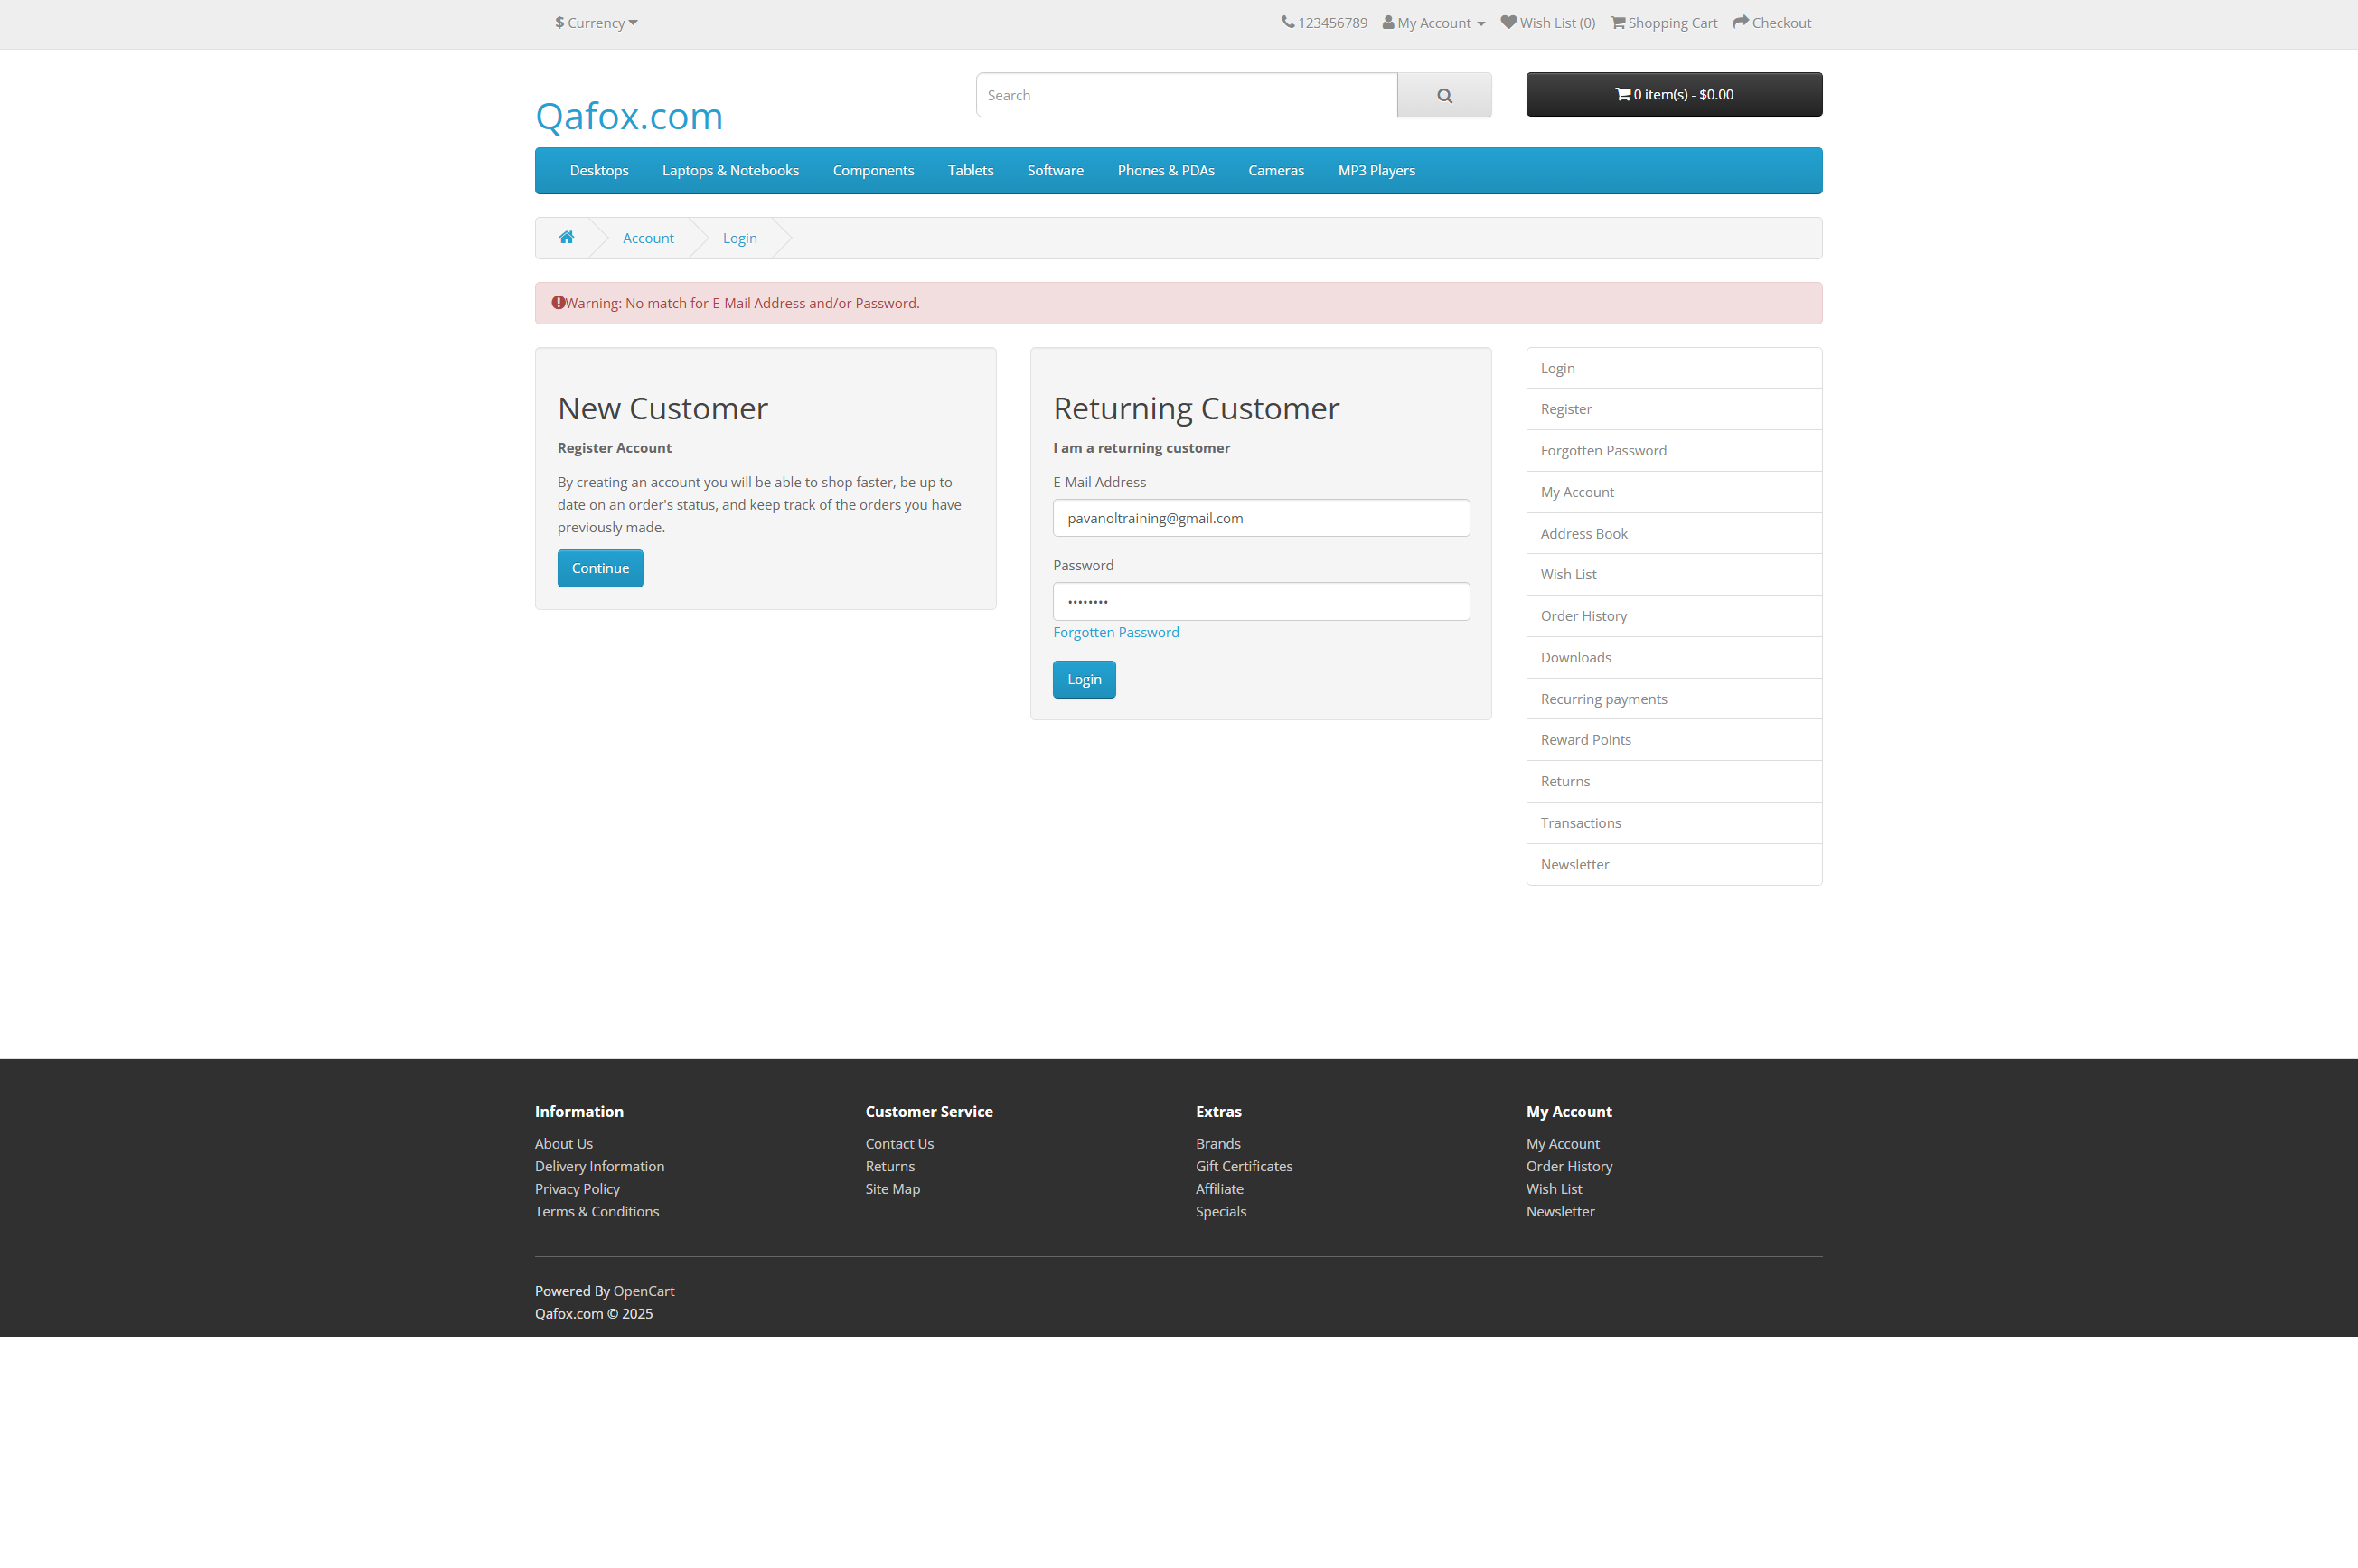 $ Currency
123456789 My Account Wish List (0) Shopping Cart Checkout
Qafox.com
Search
0 item(s) - $0.00
Desktops Laptops & Notebooks Components Tablets Software Phones & PDAs Cameras MP3 Players
Account Login
Warning: No match for E-Mail Address and/or Password.
New Customer
Register Account
By creating an account you will be able to shop faster, be up to
date on an order's status, and keep track of the orders you have
previously made.
Continue
Returning Customer
I am a returning customer
E-Mail Address
pavanoltraining@gmail.com
Password
••••••••
Forgotten Password
Login
Login
Register
Forgotten Password
My Account
Address Book
Wish List
Order History
Downloads
Recurring payments
Reward Points
Returns
Transactions
Newsletter
Information
About Us
Delivery Information
Privacy Policy
Terms & Conditions
Customer Service
Contact Us
Returns
Site Map
Extras
Brands
Gift Certificates
Affiliate
Specials
My Account
My Account
Order History
Wish List
Newsletter
Powered By OpenCart
Qafox.com © 2025